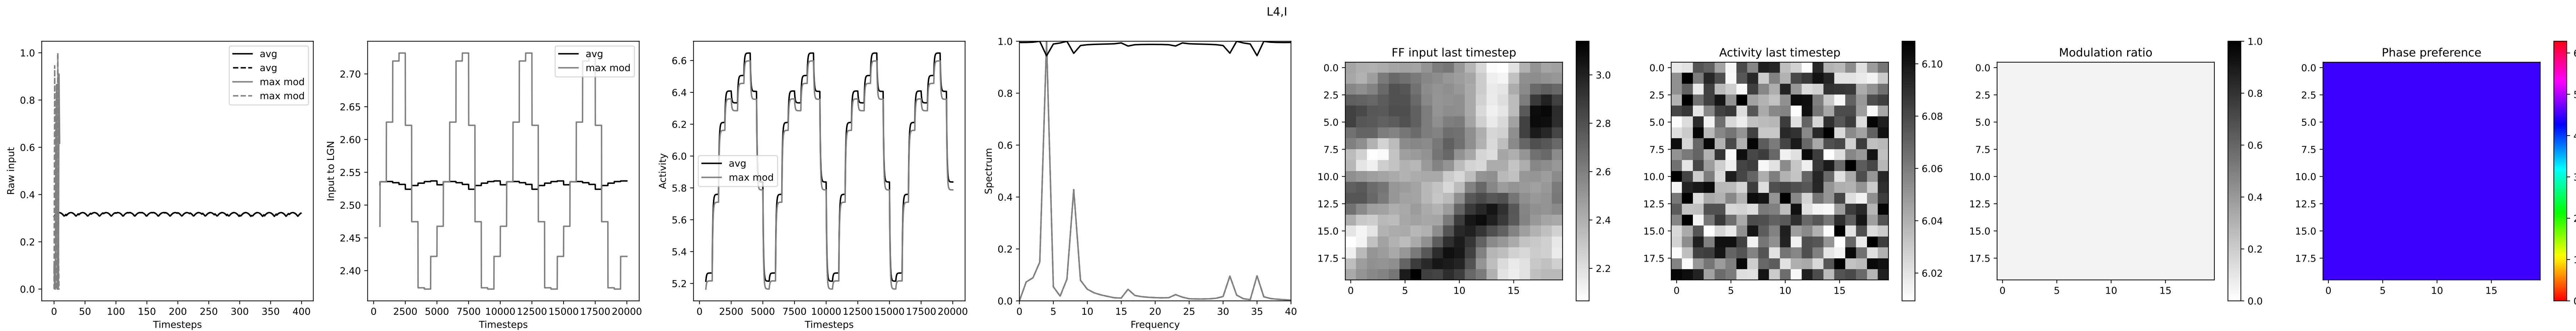 L4,I
1.0
0.8
0.6
0.4
0.2
0.0
Raw input
0 50 100 150 200 250 300 350 400
Timesteps
avg
avg
max mod
max mod
2.70
2.65
2.60
2.55
2.50
2.45
2.40
Input to LGN
0 2500 5000 7500 10000 12500 15000 17500 20000
Timesteps
avg
max mod
6.6
6.4
6.2
6.0
5.8
5.6
5.4
5.2
Activity
0 2500 5000 7500 10000 12500 15000 17500 20000
Timesteps
avg
max mod
1.0
0.8
0.6
0.4
0.2
0.0
Spectrum
0 5 10 15 20 25 30 35 40
Frequency
FF input last timestep
0.0
2.5
5.0
7.5
10.0
12.5
15.0
17.5
0 5 10 15
3.0
2.8
2.6
2.4
2.2
Activity last timestep
0.0
2.5
5.0
7.5
10.0
12.5
15.0
17.5
0 5 10 15
6.10
6.08
6.06
6.04
6.02
Modulation ratio
0.0
2.5
5.0
7.5
10.0
12.5
15.0
17.5
0 5 10 15
1.0
0.8
0.6
0.4
0.2
0.0
Phase preference
0.0
2.5
5.0
7.5
10.0
12.5
15.0
17.5
0 5 10 15